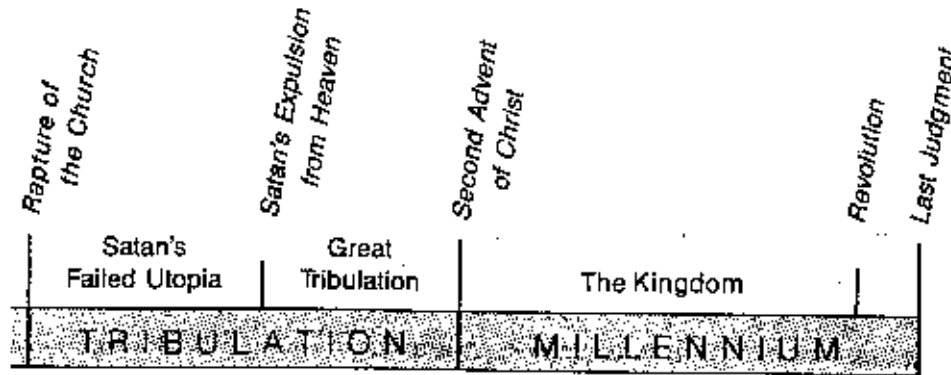 Rapture of
the Church
Satan's Expulsion
from Heaven
Second Advent
of Christ
Revolution
Last Judgment
Satan's
Failed Utopia
Great
Tribulation
The Kingdom
TRIBULATION
MILLENNIUM